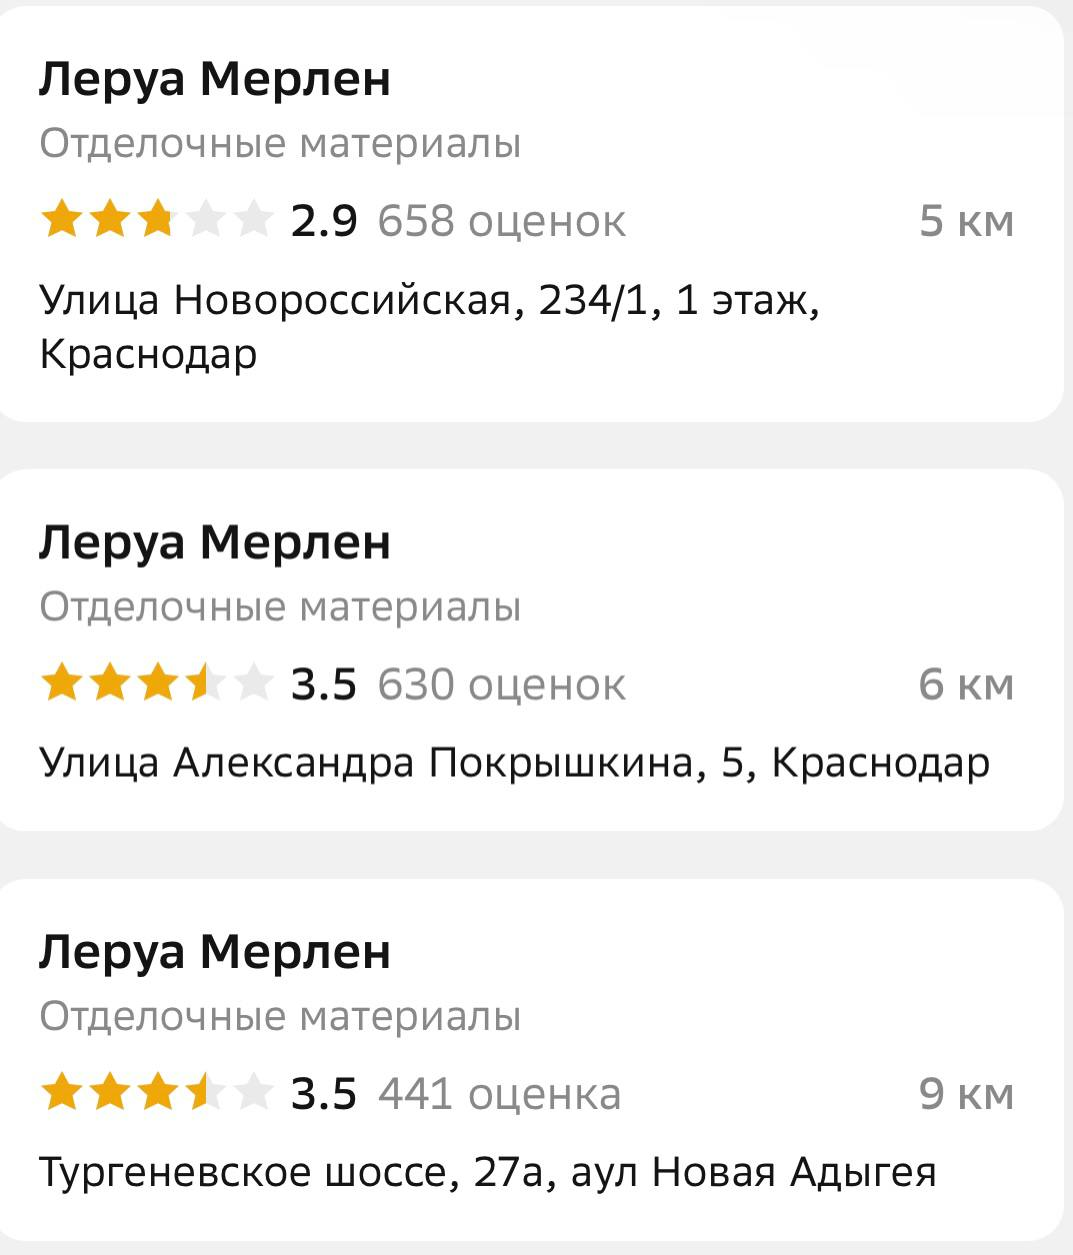 Леруа Мерлен
Отделочные материалы
2.9 658 оценок 5 км
Улица Новороссийская, 234/1, 1 этаж,
Краснодар
Леруа Мерлен
Отделочные материалы
3.5 630 оценок 6 км
Улица Александра Покрышкина, 5, Краснодар
Леруа Мерлен
Отделочные материалы
3.5 441 оценка 9 км
Тургеневское шоссе, 27а, аул Новая Адыгея